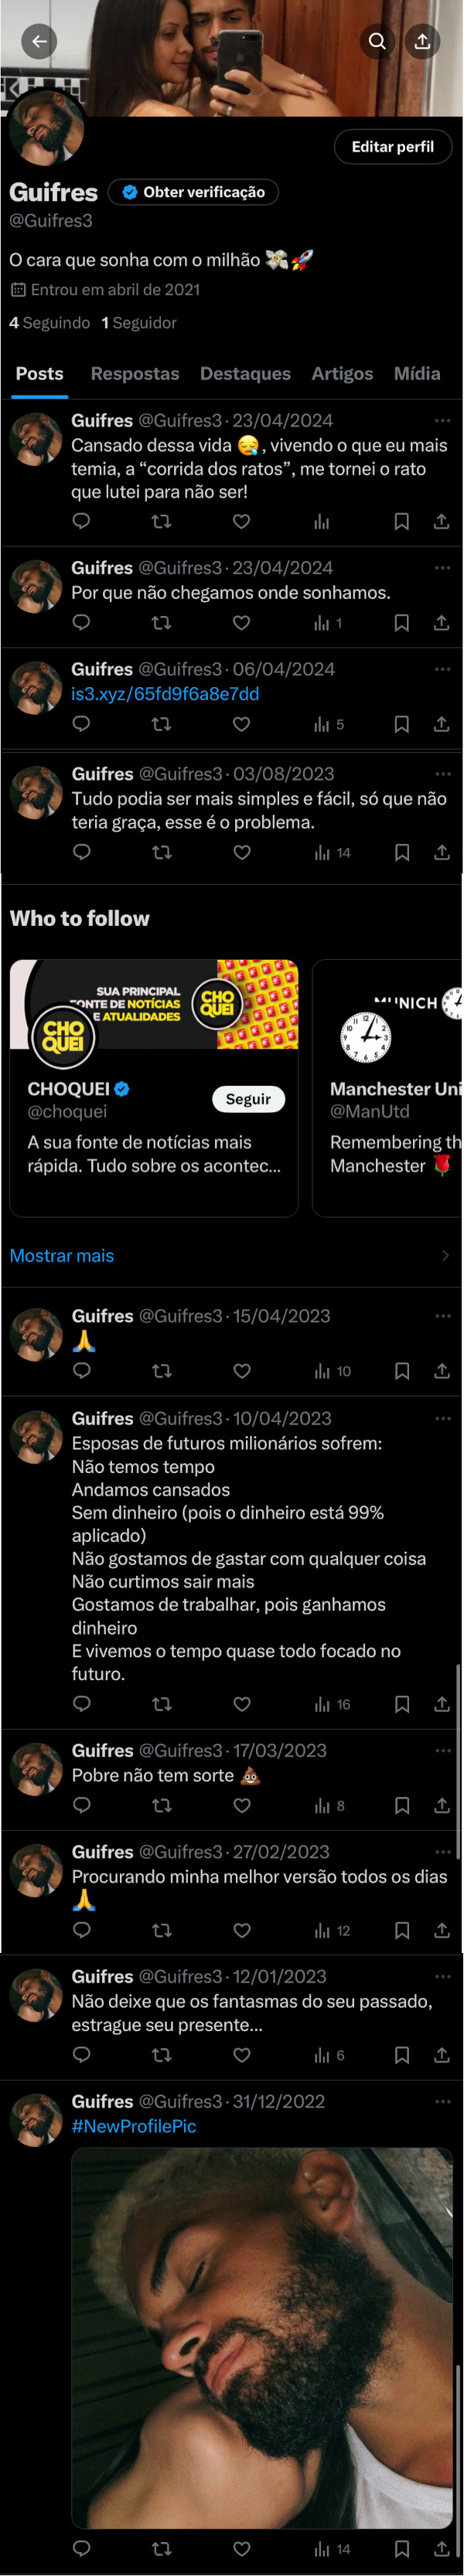 Editar perfil
Guifres Obter verificação
@Guifres3
O cara que sonha com o milhão 💸🚀
Entrou em abril de 2021
4 Seguindo 1 Seguidor
Posts Respostas Destaques Artigos Mídia
Guifres @Guifres3 · 23/04/2024
Cansado dessa vida 😪, vivendo o que eu mais
temia, a “corrida dos ratos”, me tornei o rato
que lutei para não ser!
Guifres @Guifres3 · 23/04/2024
Por que não chegamos onde sonhamos.
1
Guifres @Guifres3 · 06/04/2024
is3.xyz/65fd9f6a8e7dd
5
Guifres @Guifres3 · 03/08/2023
Tudo podia ser mais simples e fácil, só que não
teria graça, esse é o problema.
14
Who to follow
SUA PRINCIPAL
FONTE DE NOTÍCIAS
E ATUALIDADES
CHO
QUEI
CHO
QUEI
CHOQUEI
@choquei
Seguir
A sua fonte de notícias mais
rápida. Tudo sobre os acontec...
MUNICH
Manchester Uni
@ManUtd
Remembering th
Manchester 🌹
Mostrar mais
Guifres @Guifres3 · 15/04/2023
🙏
10
Guifres @Guifres3 · 10/04/2023
Esposas de futuros milionários sofrem:
Não temos tempo
Andamos cansados
Sem dinheiro (pois o dinheiro está 99%
aplicado)
Não gostamos de gastar com qualquer coisa
Não curtimos sair mais
Gostamos de trabalhar, pois ganhamos
dinheiro
E vivemos o tempo quase todo focado no
futuro.
16
Guifres @Guifres3 · 17/03/2023
Pobre não tem sorte 💩
8
Guifres @Guifres3 · 27/02/2023
Procurando minha melhor versão todos os dias
🙏
12
Guifres @Guifres3 · 12/01/2023
Não deixe que os fantasmas do seu passado,
estrague seu presente...
6
Guifres @Guifres3 · 31/12/2022
#NewProfilePic
14